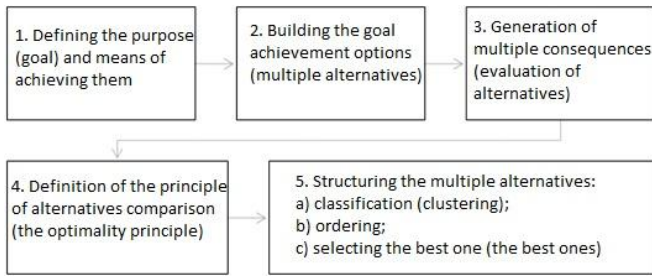 1. Defining the purpose
(goal) and means of
achieving them
2. Building the goal
achievement options
(multiple alternatives)
3. Generation of
multiple consequences
(evaluation of
alternatives)
4. Definition of the principle
of alternatives comparison
(the optimality principle)
5. Structuring the multiple alternatives:
a) classification (clustering);
b) ordering;
c) selecting the best one (the best ones)